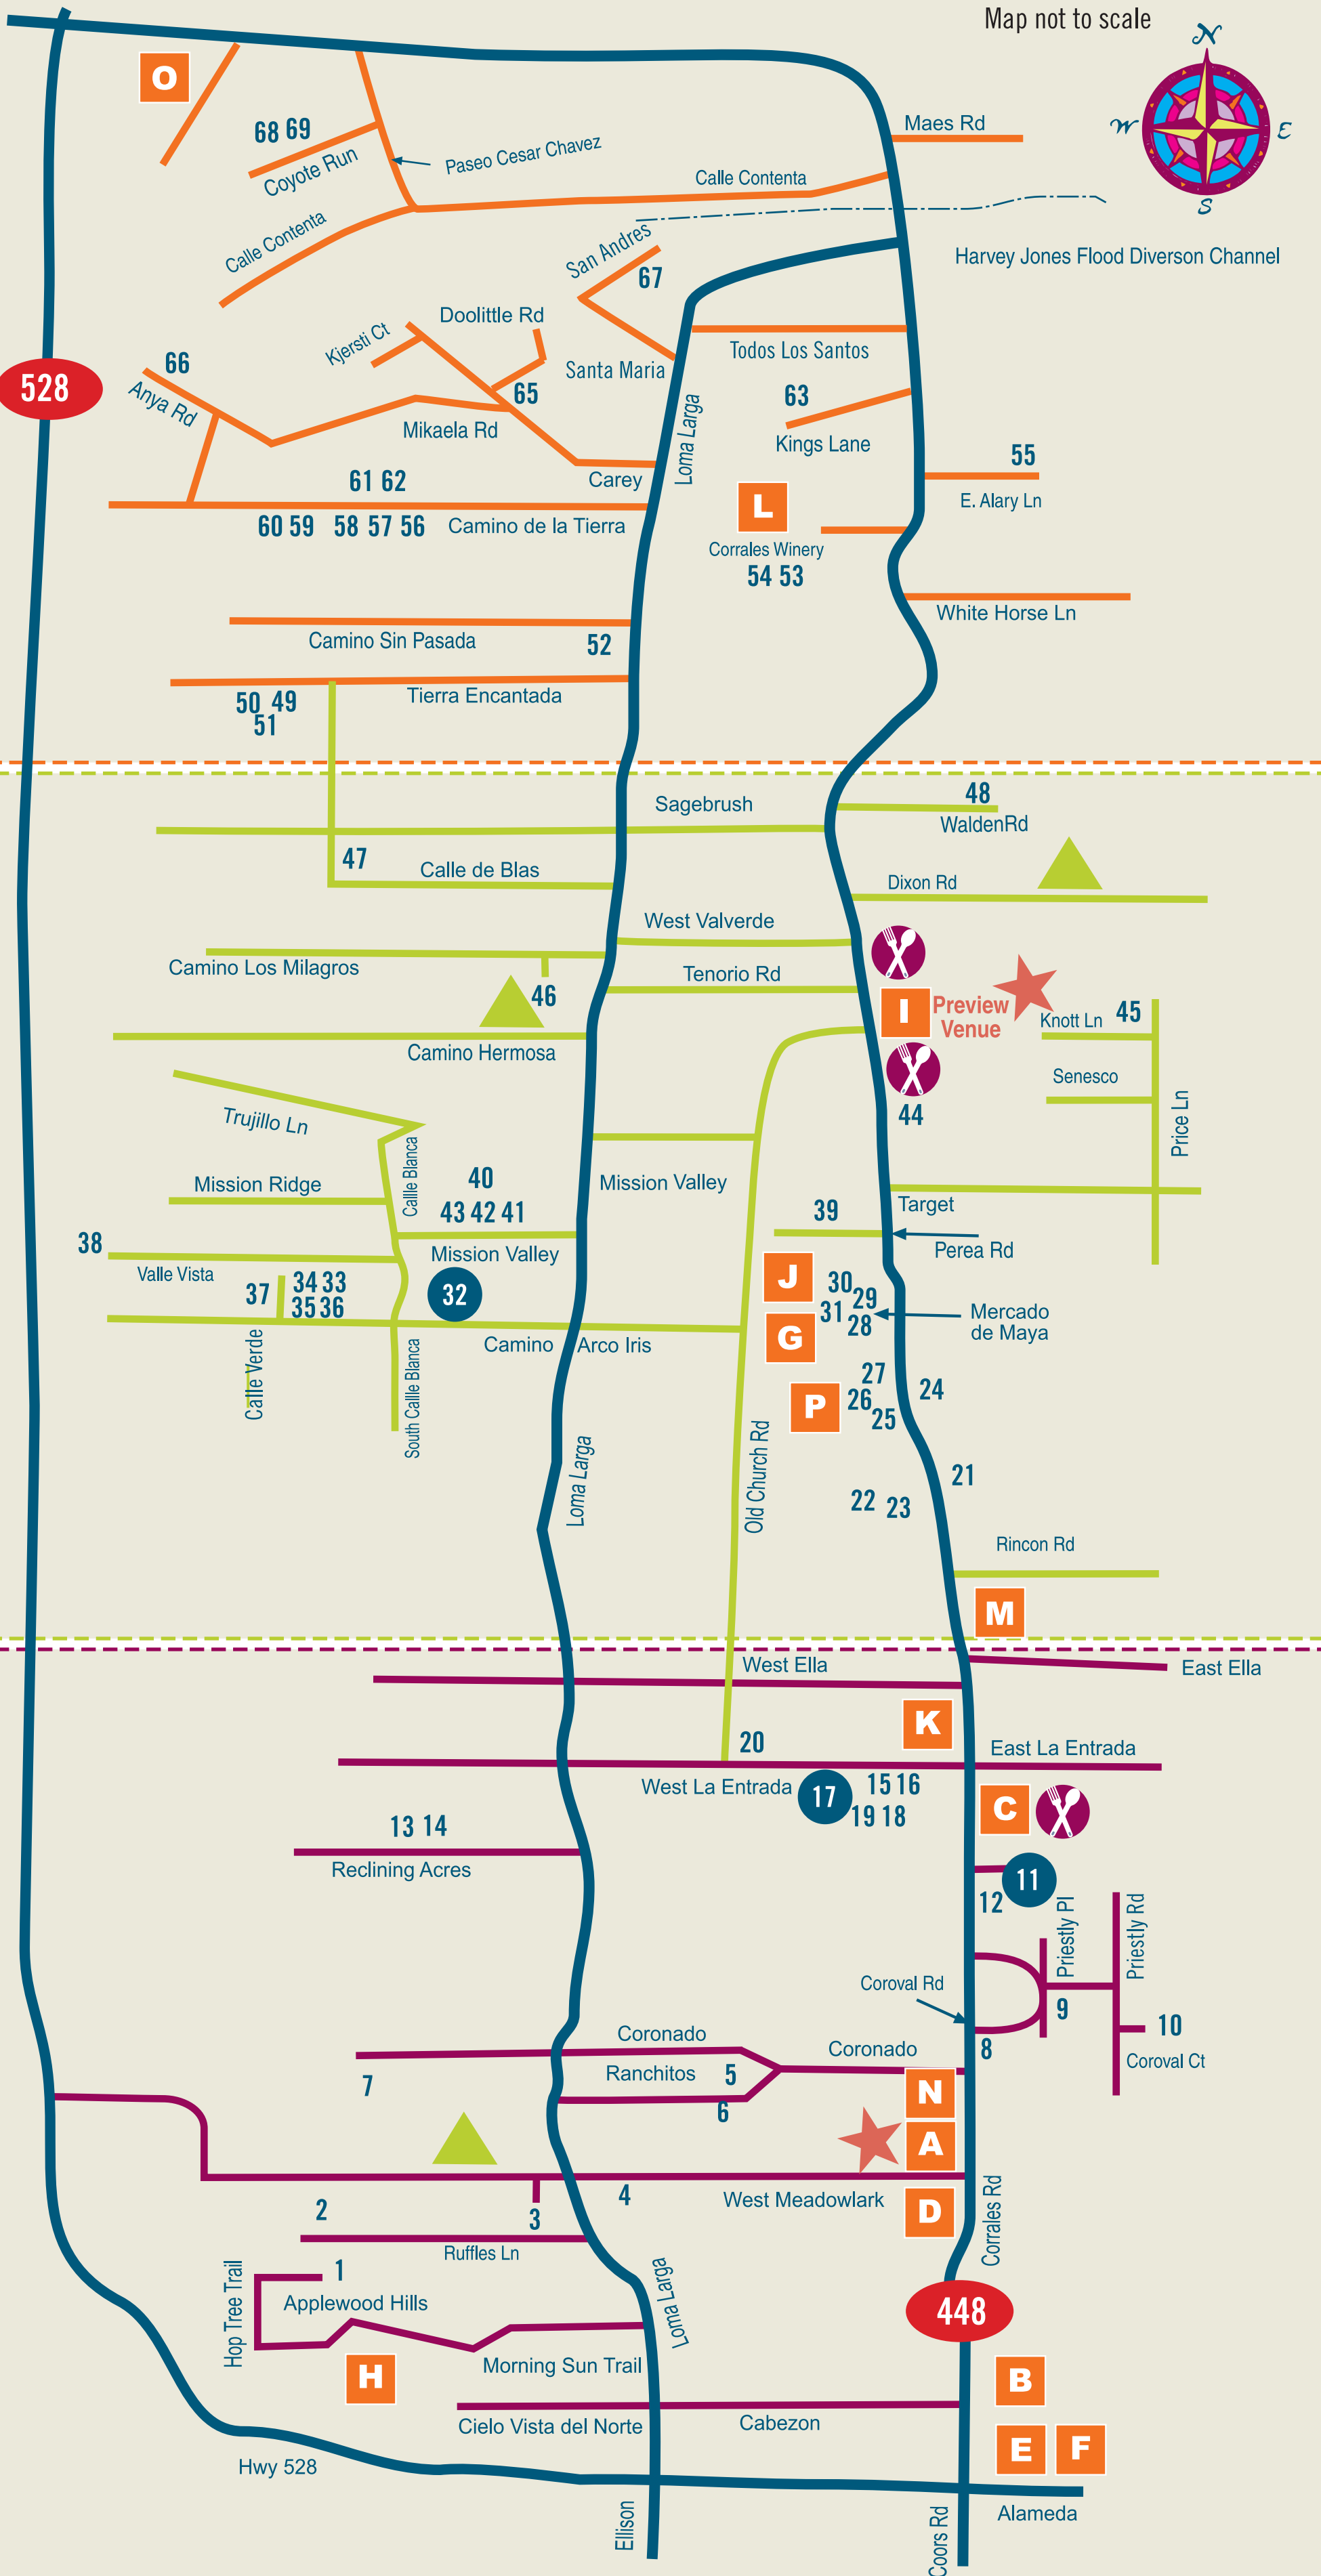 Map not to scale
N
W
E
S
O
68 69
Coyote Run
Paseo Cesar Chavez
Maes Rd
Calle Contenta
Calle Contenta
Harvey Jones Flood Diverson Channel
San Andres
67
Doolittle Rd
Kjersti Ct
Santa Maria
Todos Los Santos
528
66
Anya Rd
65
Mikaela Rd
63
Kings Lane
Loma Larga
Carey
55
E. Alary Ln
61 62
60 59 58 57 56
Camino de la Tierra
L
Corrales Winery
54 53
White Horse Ln
Camino Sin Pasada
52
50 49
51
Tierra Encantada
Sagebrush
48
WaldenRd
47
Calle de Blas
Dixon Rd
West Valverde
Camino Los Milagros
46
Tenorio Rd
I
Preview
Venue
Knott Ln
45
Camino Hermosa
Senesco
44
Price Ln
Trujillo Ln
Callle Blanca
Mission Ridge
40
43 42 41
Mission Valley
Mission Valley
Target
39
Perea Rd
38
Valle Vista
37
34 33
35 36
32
J
30
29
31
28
Mercado
de Maya
G
Camino
Arco Iris
Calle Verde
South Callle Blanca
27
26
25
24
P
Old Church Rd
Loma Larga
21
22 23
Rincon Rd
M
West Ella
East Ella
K
20
East La Entrada
West La Entrada
17
15 16
19 18
C
13 14
Reclining Acres
11
12
Priestly Pl
Priestly Rd
Coroval Rd
9
10
Coroval Ct
8
Coronado
Coronado
Ranchitos
5
6
7
N
A
2
3
4
West Meadowlark
D
Corrales Rd
Ruffles Ln
1
Hop Tree Trail
Applewood Hills
Loma Larga
448
H
Morning Sun Trail
B
Cielo Vista del Norte
Cabezon
E
F
Hwy 528
Alameda
Ellison
Coors Rd